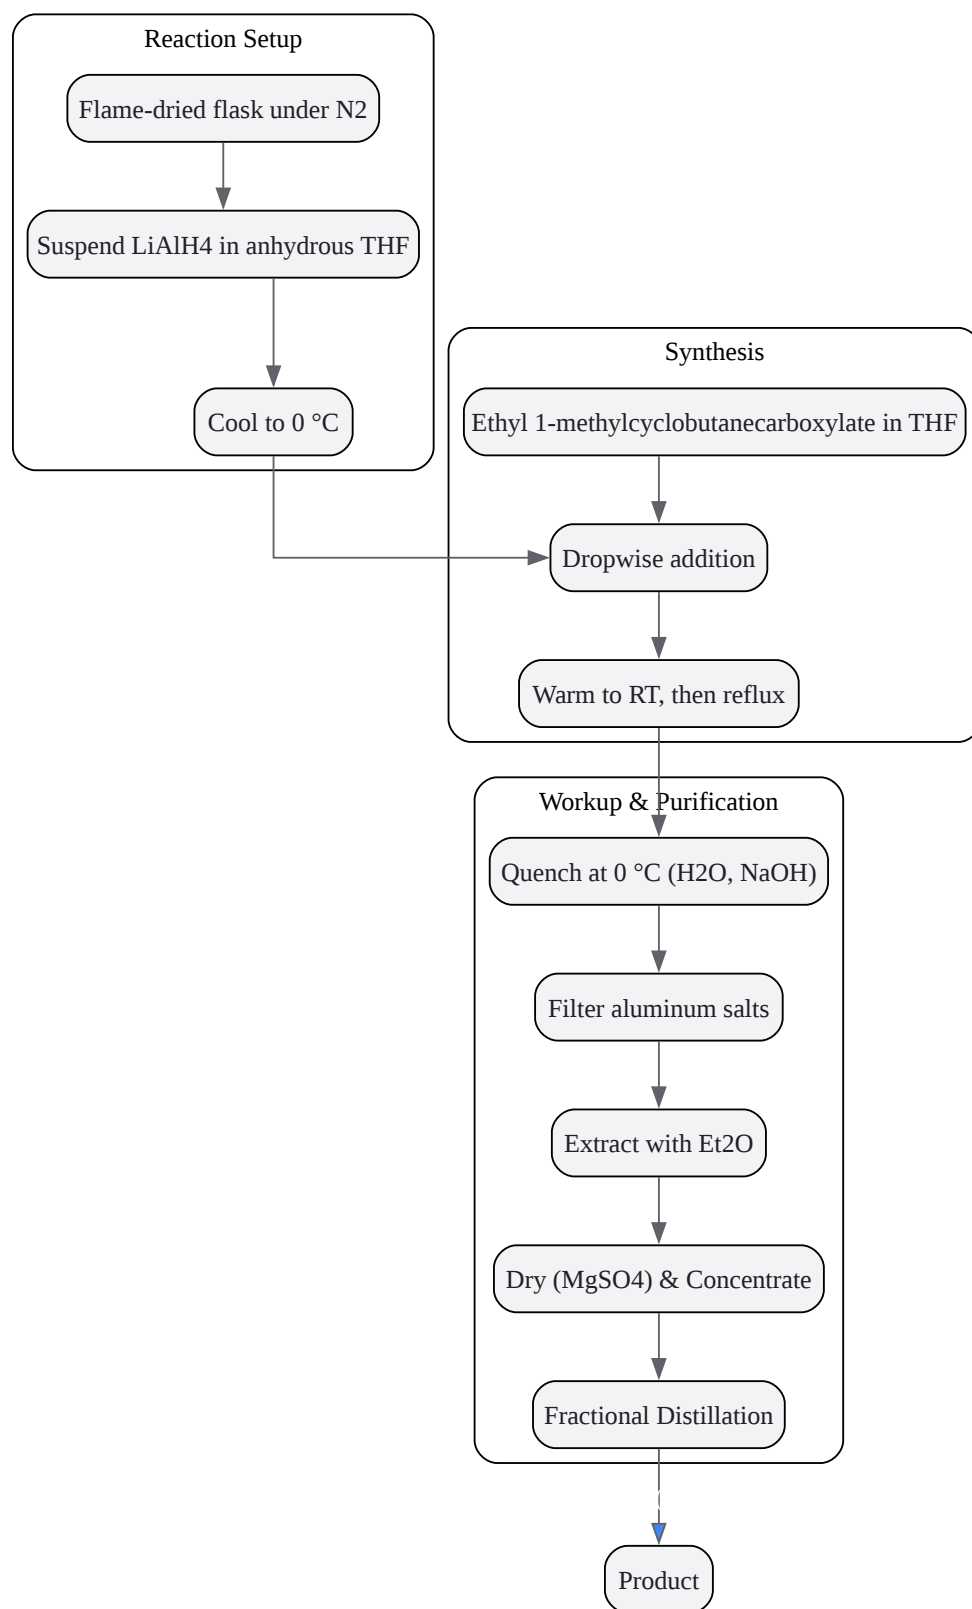 Reaction Setup
Flame-dried flask under N2
Suspend LiAlH4 in anhydrous THF
Cool to 0 °C
Synthesis
Ethyl 1-methylcyclobutanecarboxylate in THF
Dropwise addition
Warm to RT, then reflux
Workup & Purification
Quench at 0 °C (H2O, NaOH)
Filter aluminum salts
Extract with Et2O
Dry (MgSO4) & Concentrate
Fractional Distillation
Product